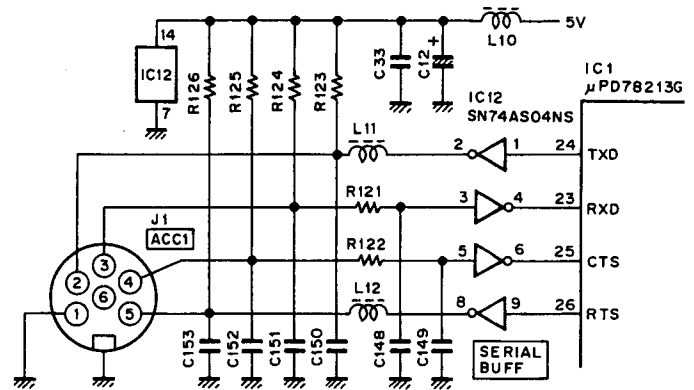 14
IC12
7
R126
R125
R124
R123
C33
C12
+
L10
5V
IC12
SN74AS04NS
IC1
μPD78213G
L11
2
1
24
TXD
R121
3
4
23
RXD
J1
ACC1
R122
5
6
25
CTS
L12
8
9
26
RTS
3
2
4
6
1
5
C153
C152
C151
C150
C148
C149
SERIAL
BUFF